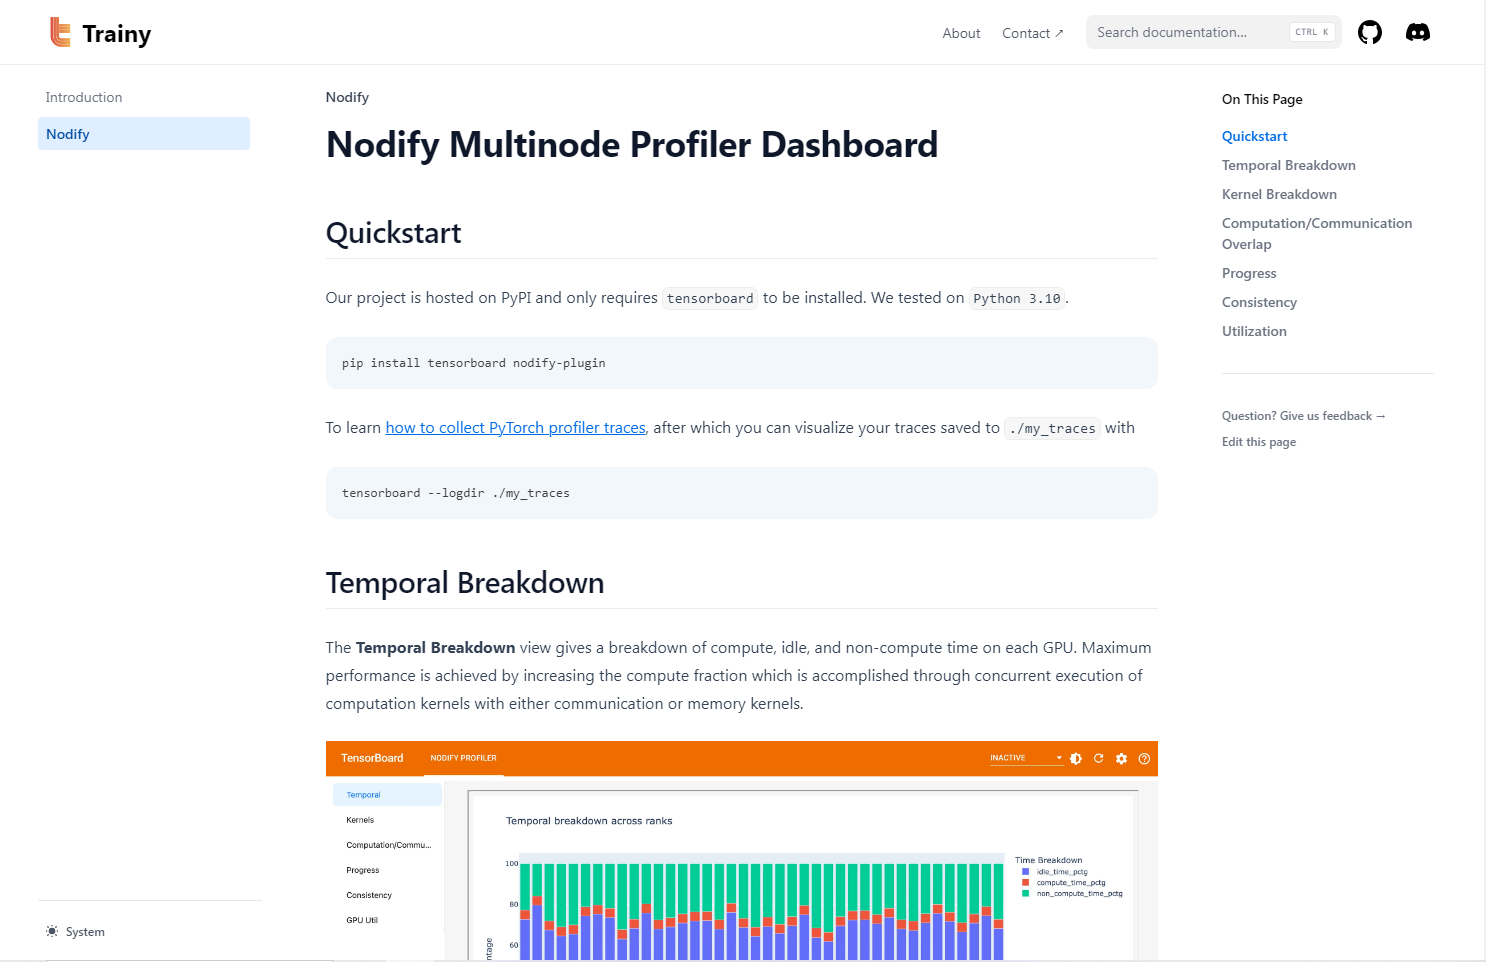 Trainy
About
Contact ↗
Search documentation...
CTRL K
Introduction
Nodify
System
Nodify
Nodify Multinode Profiler Dashboard
Quickstart
Our project is hosted on PyPI and only requires tensorboard to be installed. We tested on Python 3.10.
pip install tensorboard nodify-plugin
To learn how to collect PyTorch profiler traces, after which you can visualize your traces saved to ./my_traces with
tensorboard --logdir ./my_traces
Temporal Breakdown
The Temporal Breakdown view gives a breakdown of compute, idle, and non-compute time on each GPU. Maximum
performance is achieved by increasing the compute fraction which is accomplished through concurrent execution of
computation kernels with either communication or memory kernels.
TensorBoard
NODIFY PROFILER
INACTIVE
Temporal
Kernels
Computation/Commu...
Progress
Consistency
GPU Util
Temporal breakdown across ranks
100
80
60
ntage
Time Breakdown
idle_time_pctg
compute_time_pctg
non_compute_time_pctg
On This Page
Quickstart
Temporal Breakdown
Kernel Breakdown
Computation/Communication
Overlap
Progress
Consistency
Utilization
Question? Give us feedback →
Edit this page